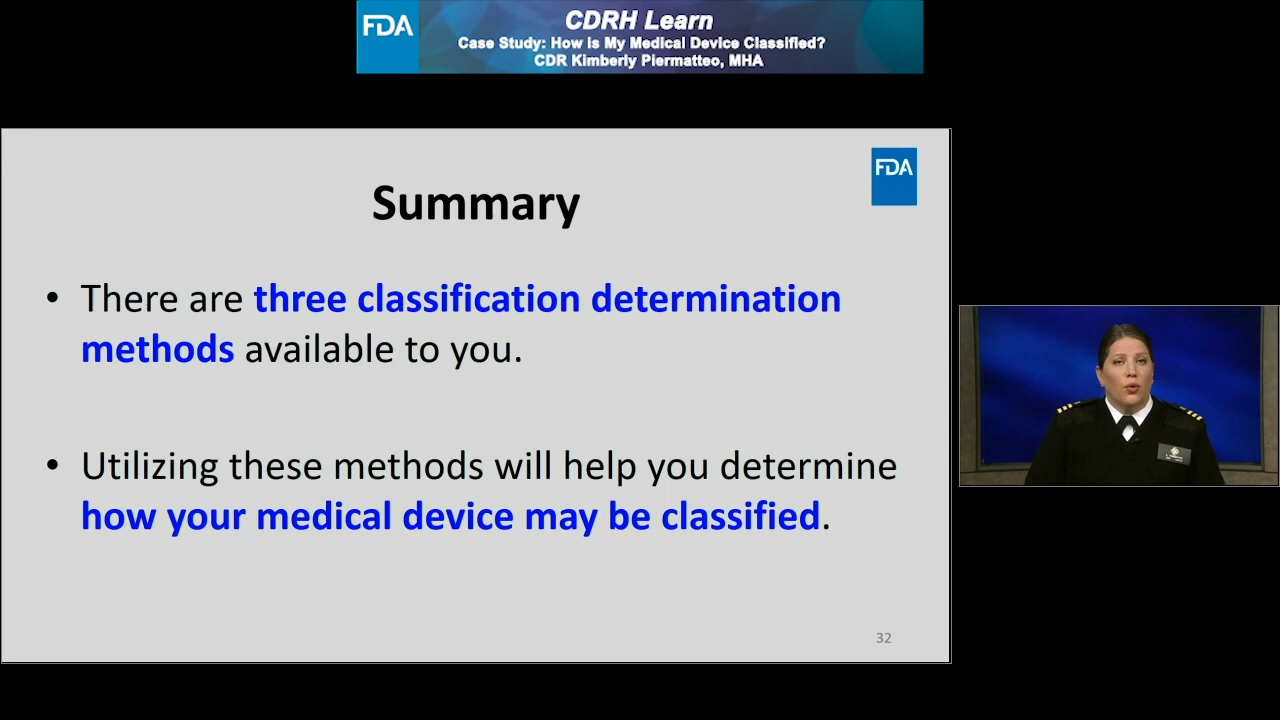 FDA
CDRH Learn
Case Study: How is My Medical Device Classified?
CDR Kimberly Piermatteo, MHA
FDA
Summary
• There are three classification determination
methods available to you.
• Utilizing these methods will help you determine
how your medical device may be classified.
32